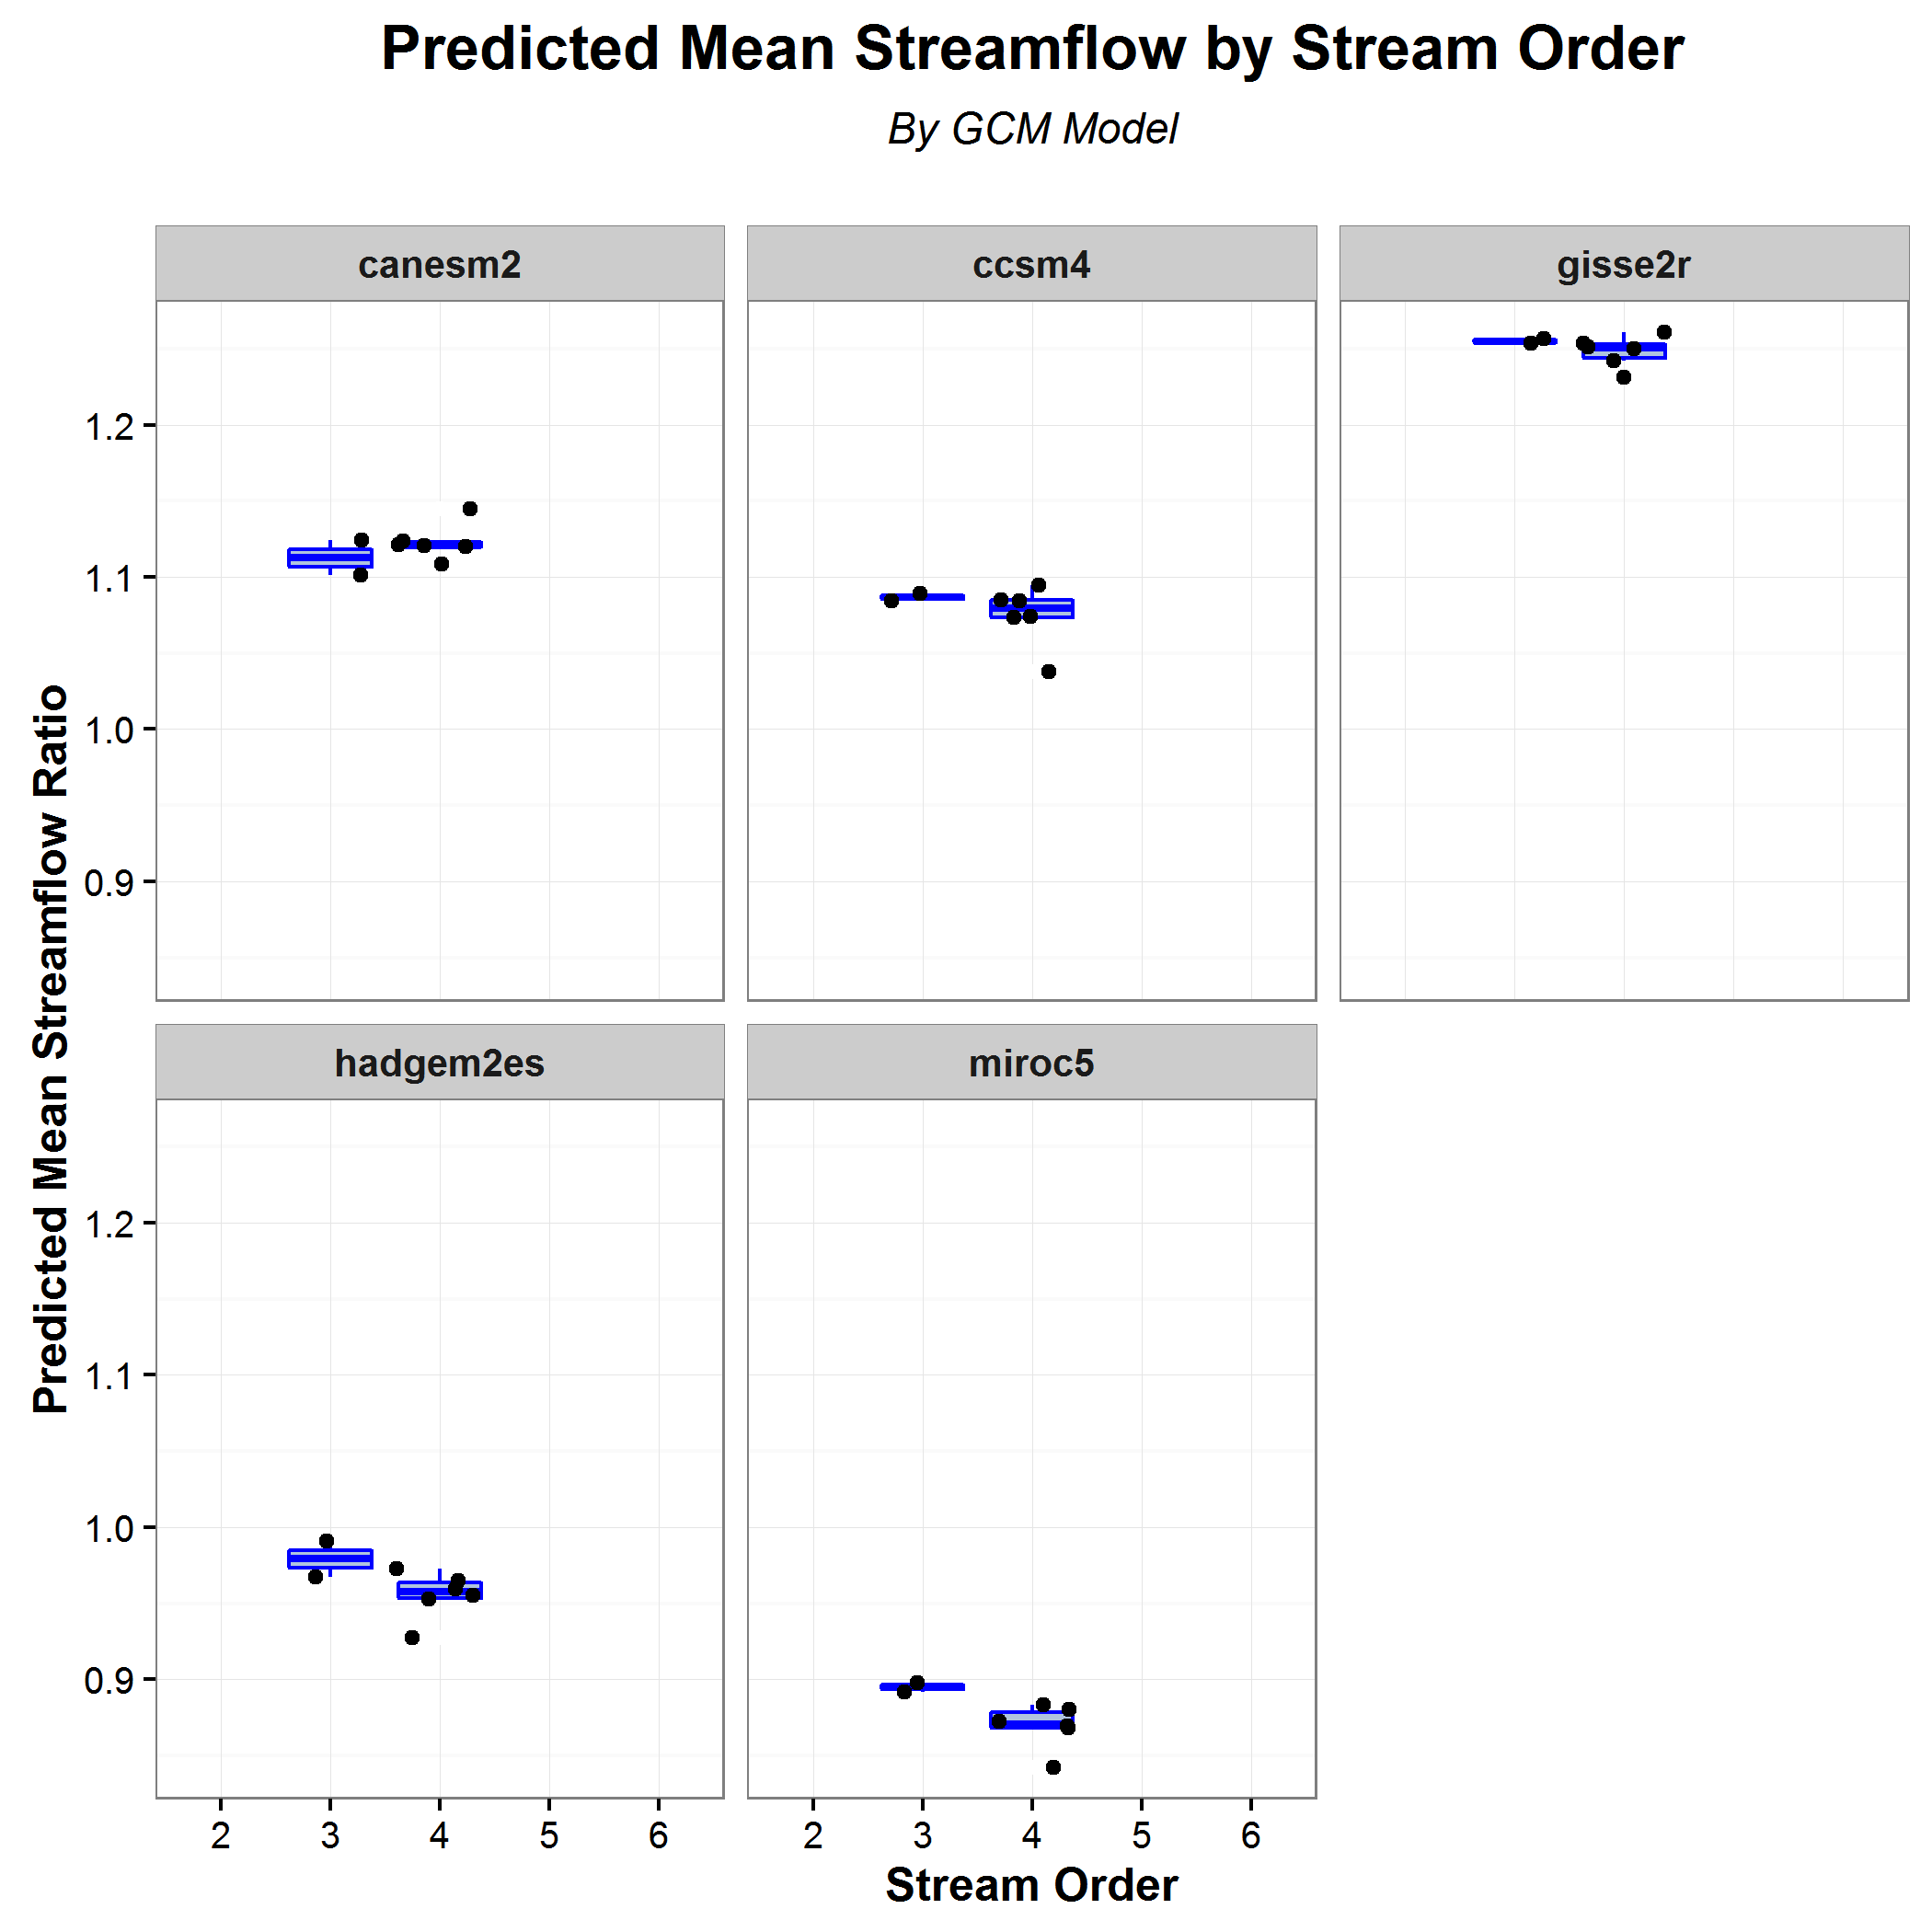 Predicted Mean Streamflow by Stream Order
By GCM Model
canesm2
ccsm4
gisse2r
1.2
1.1
1.0
0.9
Predicted Mean Streamflow Ratio
hadgem2es
miroc5
1.2
1.1
1.0
0.9
2 3 4 5 6
2 3 4 5 6
Stream Order